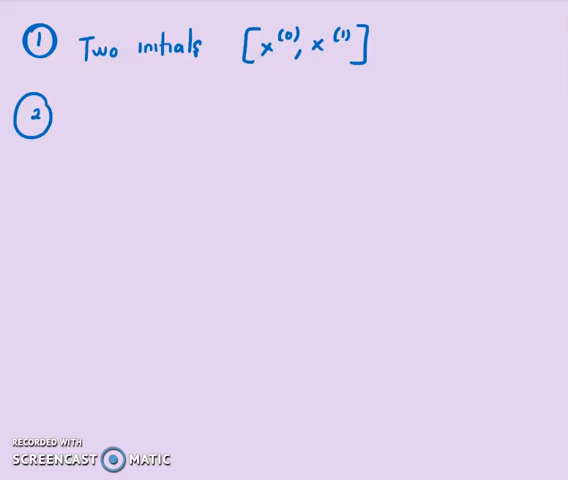 ① Two initials [x⁽⁰⁾, x⁽¹⁾]
②
RECORDED WITH
SCREENCAST MATIC